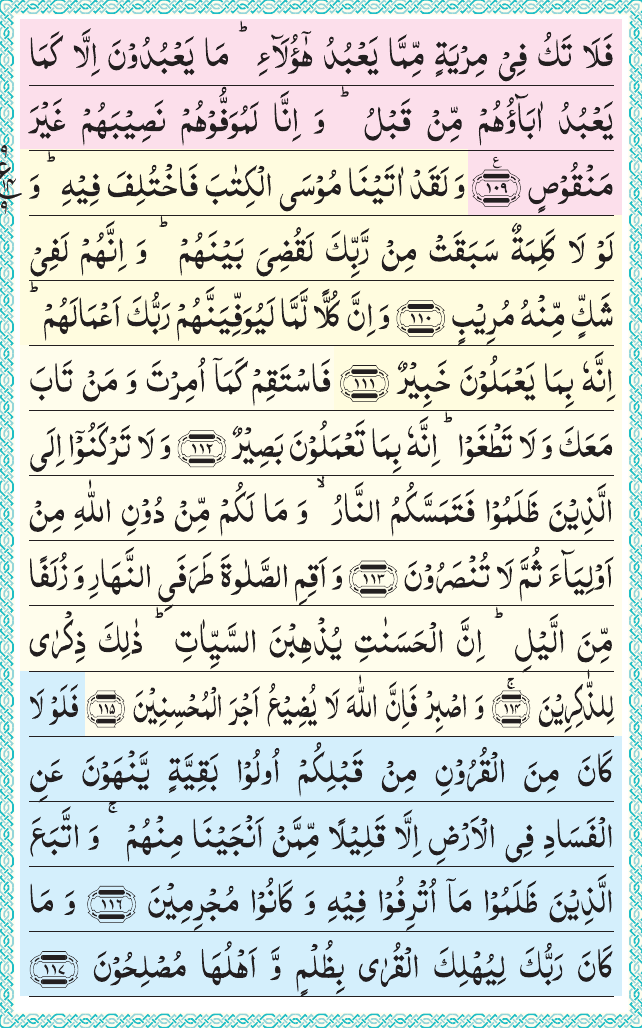 فَلَا تَكُ فِیْ مِرْیَةٍ مِّمَّا یَعْبُدُ هٰۤؤُلَآءِ ؕ مَا یَعْبُدُوْنَ اِلَّا كَمَا
یَعْبُدُ اٰبَآؤُهُمْ مِّنْ قَبْلُ ؕ وَ اِنَّا لَمُوَفُّوْهُمْ نَصِیْبَهُمْ غَیْرَ
مَنْقُوْصٍ ﴿۱۰۹﴾ۧ وَ لَقَدْ اٰتَیْنَا مُوْسَی الْكِتٰبَ فَاخْتُلِفَ فِیْهِ ؕ وَ
لَوْ لَا كَلِمَةٌ سَبَقَتْ مِنْ رَّبِّكَ لَقُضِیَ بَیْنَهُمْ ؕ وَ اِنَّهُمْ لَفِیْ
شَكٍّ مِّنْهُ مُرِیْبٍ ﴿۱۱۰﴾ وَ اِنَّ كُلًّا لَّمَّا لَیُوَفِّیَنَّهُمْ رَبُّكَ اَعْمَالَهُمْ ؕ
اِنَّهٗ بِمَا یَعْمَلُوْنَ خَبِیْرٌ ﴿۱۱۱﴾ فَاسْتَقِمْ كَمَاۤ اُمِرْتَ وَ مَنْ تَابَ
مَعَكَ وَ لَا تَطْغَوْا ؕ اِنَّهٗ بِمَا تَعْمَلُوْنَ بَصِیْرٌ ﴿۱۱۲﴾ وَ لَا تَرْكَنُوْۤا اِلَی
الَّذِیْنَ ظَلَمُوْا فَتَمَسَّكُمُ النَّارُ ۙ وَ مَا لَكُمْ مِّنْ دُوْنِ اللّٰهِ مِنْ
اَوْلِیَآءَ ثُمَّ لَا تُنْصَرُوْنَ ﴿۱۱۳﴾ وَ اَقِمِ الصَّلٰوةَ طَرَفَیِ النَّهَارِ وَ زُلَفًا
مِّنَ الَّیْلِ ؕ اِنَّ الْحَسَنٰتِ یُذْهِبْنَ السَّیِّاٰتِ ؕ ذٰلِكَ ذِكْرٰی
لِلذّٰكِرِیْنَ ﴿۱۱۴﴾ۚ وَ اصْبِرْ فَاِنَّ اللّٰهَ لَا یُضِیْعُ اَجْرَ الْمُحْسِنِیْنَ ﴿۱۱۵﴾ فَلَوْ لَا
كَانَ مِنَ الْقُرُوْنِ مِنْ قَبْلِكُمْ اُولُوْا بَقِیَّةٍ یَّنْهَوْنَ عَنِ
الْفَسَادِ فِی الْاَرْضِ اِلَّا قَلِیْلًا مِّمَّنْ اَنْجَیْنَا مِنْهُمْ ۚ وَ اتَّبَعَ
الَّذِیْنَ ظَلَمُوْا مَاۤ اُتْرِفُوْا فِیْهِ وَ كَانُوْا مُجْرِمِیْنَ ﴿۱۱۶﴾ وَ مَا
كَانَ رَبُّكَ لِیُهْلِكَ الْقُرٰی بِظُلْمٍ وَّ اَهْلُهَا مُصْلِحُوْنَ ﴿۱۱۷﴾